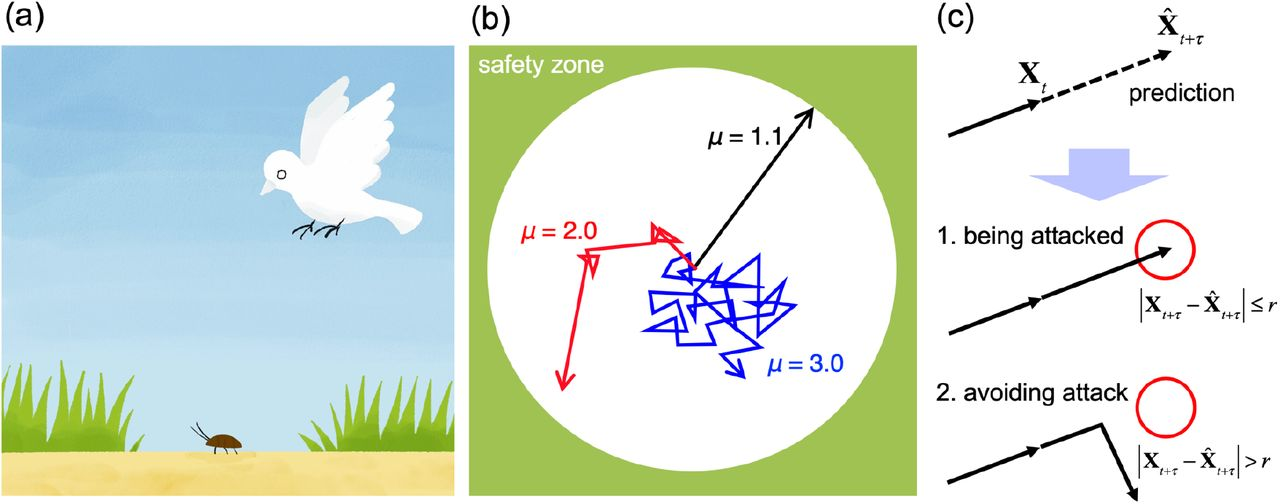 (a)
(b)
safety zone
μ = 1.1
μ = 2.0
μ = 3.0
(c)
X̂ₜ₊τ
Xₜ
prediction
1. being attacked
|Xₜ₊τ − X̂ₜ₊τ| ≤ r
2. avoiding attack
|Xₜ₊τ − X̂ₜ₊τ| > r